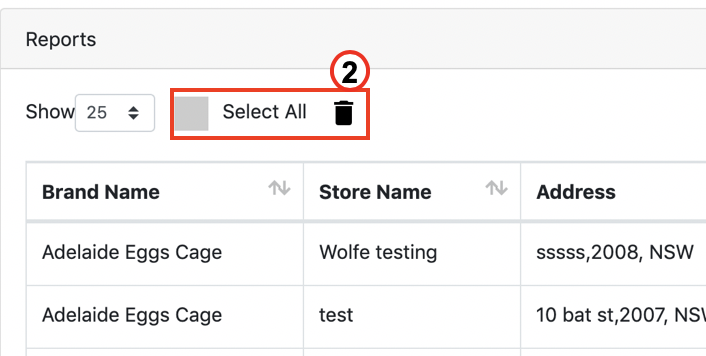 Reports
2
Show 25 Select All
Brand Name Store Name Address
Adelaide Eggs Cage Wolfe testing sssss,2008, NSW
Adelaide Eggs Cage test 10 bat st,2007, NSW